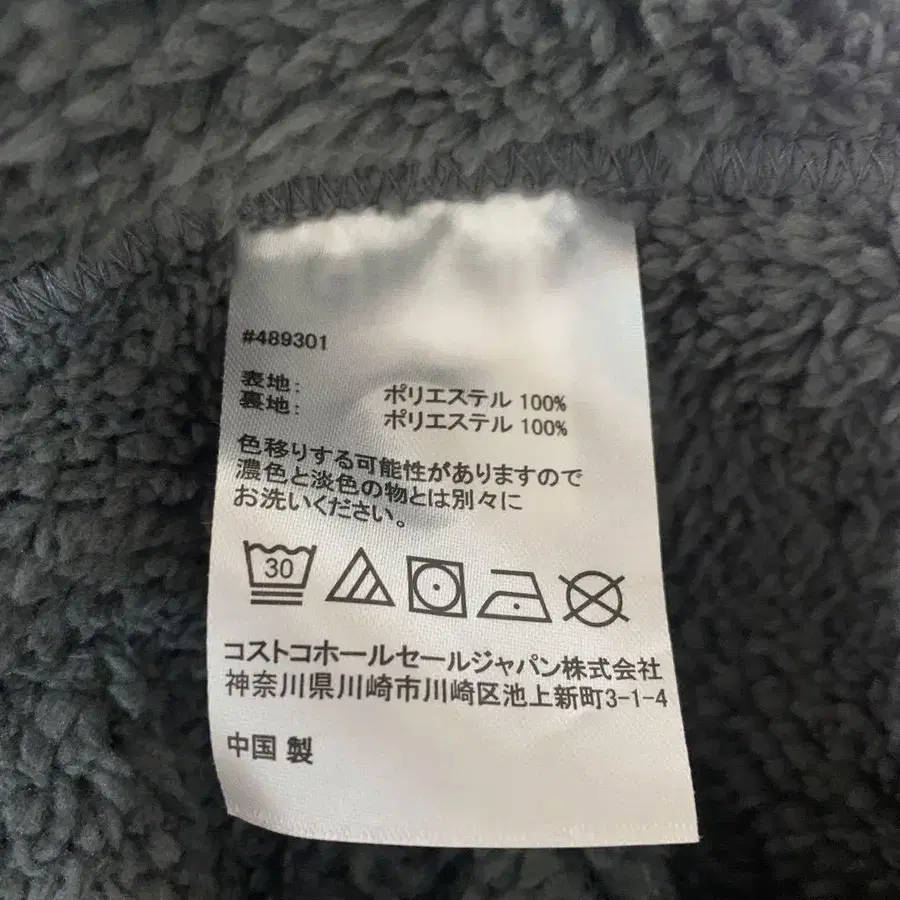 #489301
表地: ポリエステル 100%
裏地: ポリエステル 100%
色移りする可能性がありますので
濃色と淡色の物とは別々に
お洗いください。
30
コストコホールセールジャパン株式会社
神奈川県川崎市川崎区池上新町3-1-4
中国 製